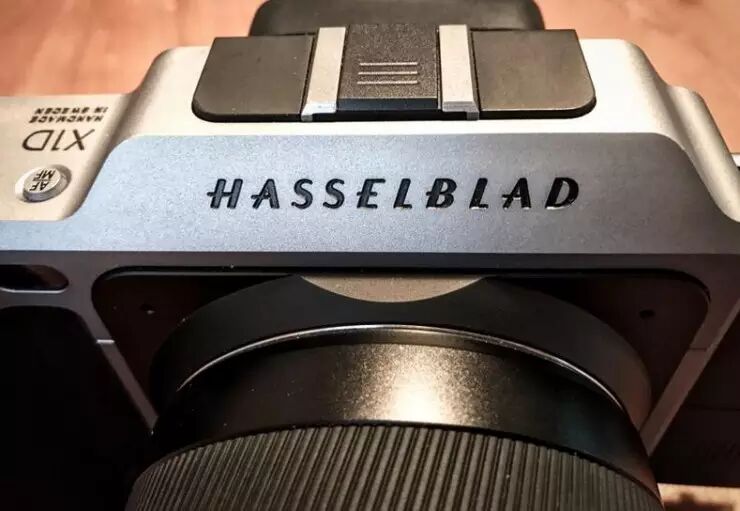 HASSELBLAD
X1D
HANDMADE
IN SWEDEN
AF
MF